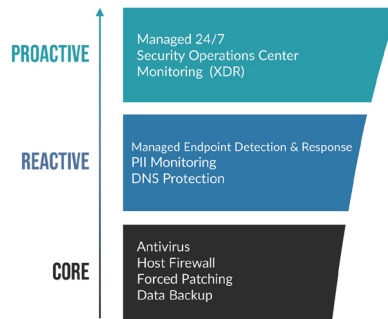 PROACTIVE
Managed 24/7
Security Operations Center
Monitoring (XDR)
REACTIVE
Managed Endpoint Detection & Response
PII Monitoring
DNS Protection
CORE
Antivirus
Host Firewall
Forced Patching
Data Backup